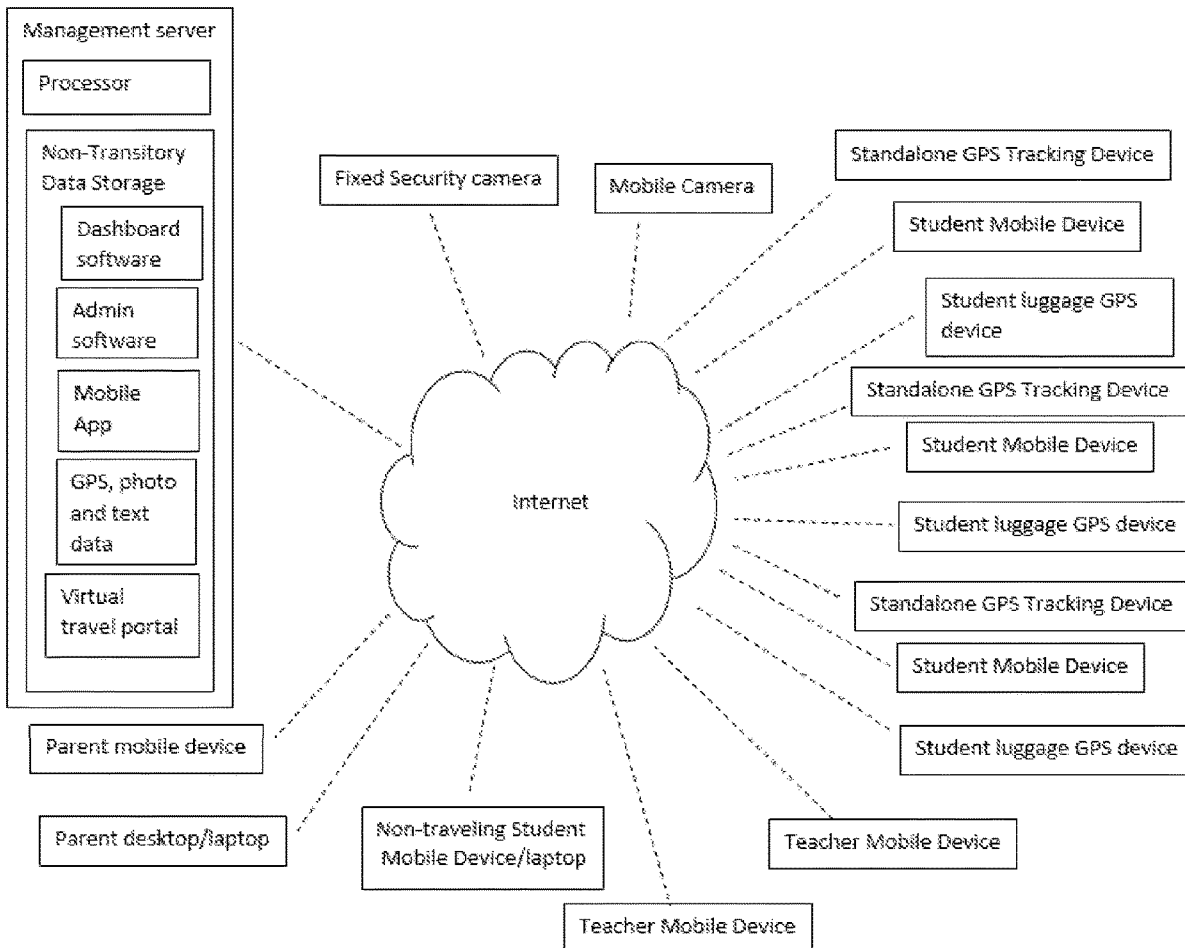 Management server
Processor
Non-Transitory
Data Storage
Dashboard
software
Admin
software
Mobile
App
GPS, photo
and text
data
Virtual
travel portal
Fixed Security camera
Mobile Camera
Standalone GPS Tracking Device
Student Mobile Device
Student luggage GPS
device
Standalone GPS Tracking Device
Student Mobile Device
Student luggage GPS device
Standalone GPS Tracking Device
Student Mobile Device
Student luggage GPS device
Internet
Parent mobile device
Parent desktop/laptop
Non-traveling Student
Mobile Device/laptop
Teacher Mobile Device
Teacher Mobile Device